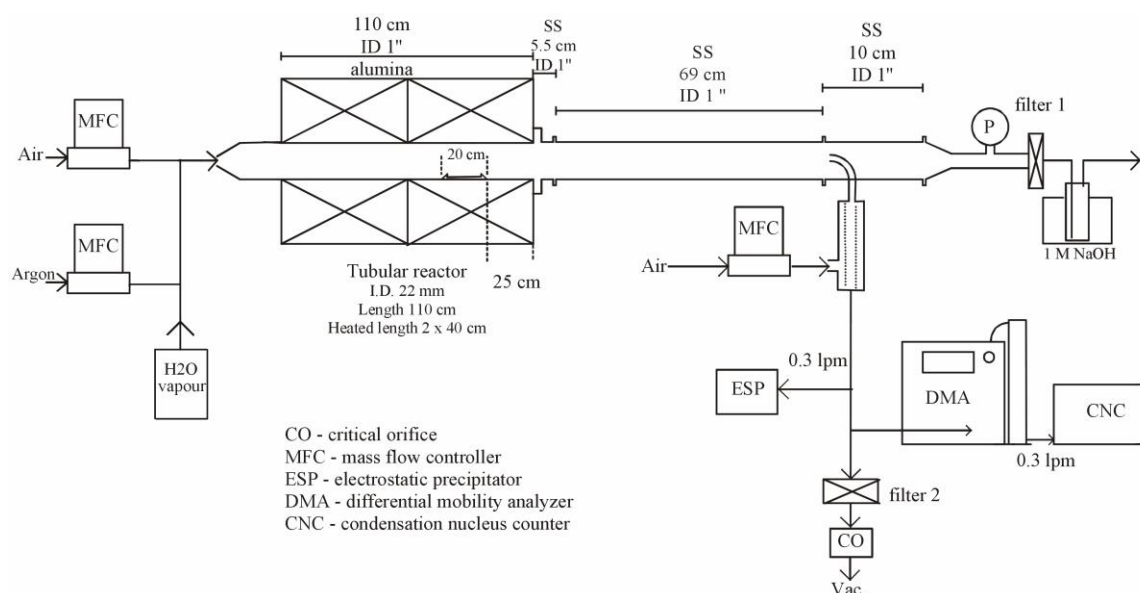 110 cm
ID 1"
alumina
SS
5.5 cm
ID 1"
SS
69 cm
ID 1 "
SS
10 cm
ID 1"
filter 1
P
MFC
Air
20 cm
MFC
Argon
MFC
Air
1 M NaOH
Tubular reactor
I.D. 22 mm
Length 110 cm
Heated length 2 x 40 cm
25 cm
H2O
vapour
0.3 lpm
ESP
DMA
CNC
0.3 lpm
CO - critical orifice
MFC - mass flow controller
ESP - electrostatic precipitator
DMA - differential mobility analyzer
CNC - condensation nucleus counter
filter 2
CO
Vac.